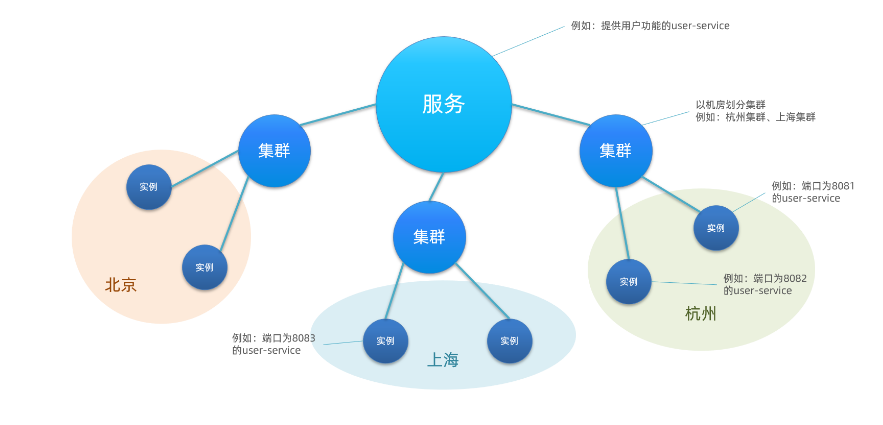 例如：提供用户功能的user-service
服务
以机房划分集群
例如：杭州集群、上海集群
集群
集群
实例
例如：端口为8081
的user-service
实例
集群
实例
实例
例如：端口为8082
的user-service
北京
杭州
例如：端口为8083
的user-service
实例
实例
上海